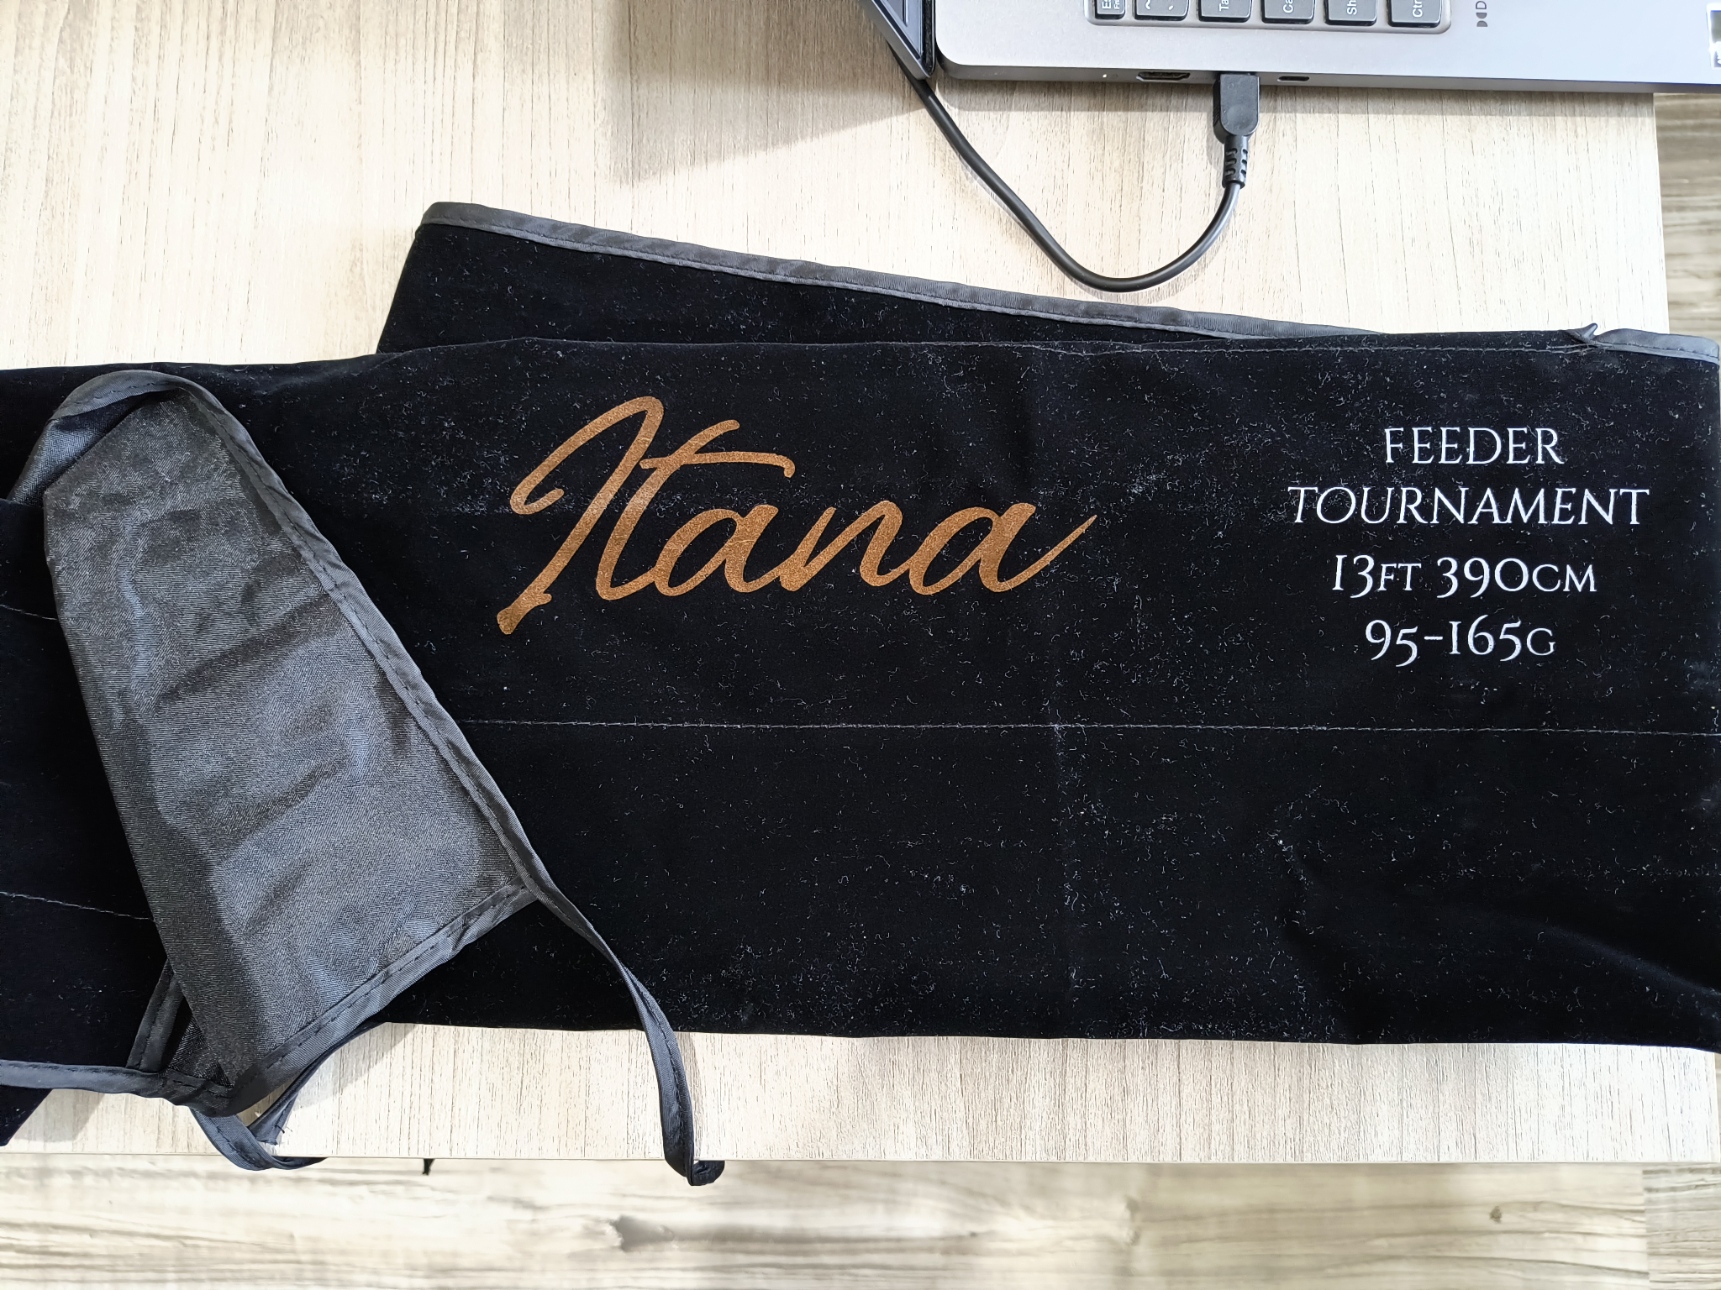 Itana
FEEDER
TOURNAMENT
13FT 390CM
95-165G